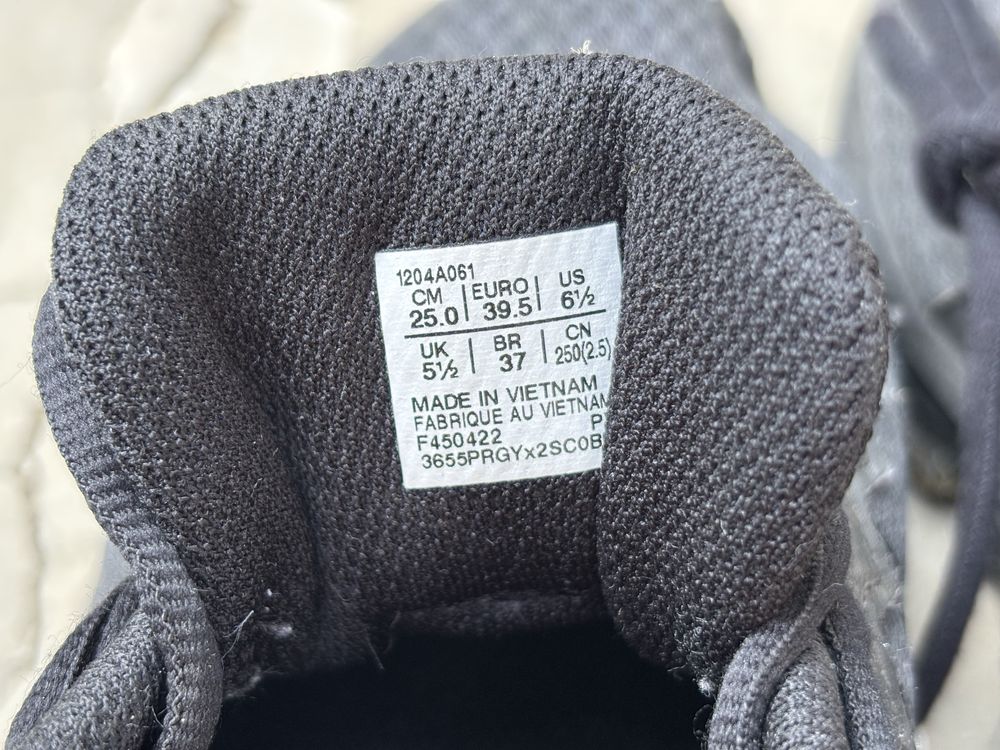 1204A061
CM | EURO | US
25.0 | 39.5 | 6½
UK | BR | CN
5½ | 37 | 250(2.5)
MADE IN VIETNAM
FABRIQUE AU VIETNAM
F450422
3655PRGYx2SC0B